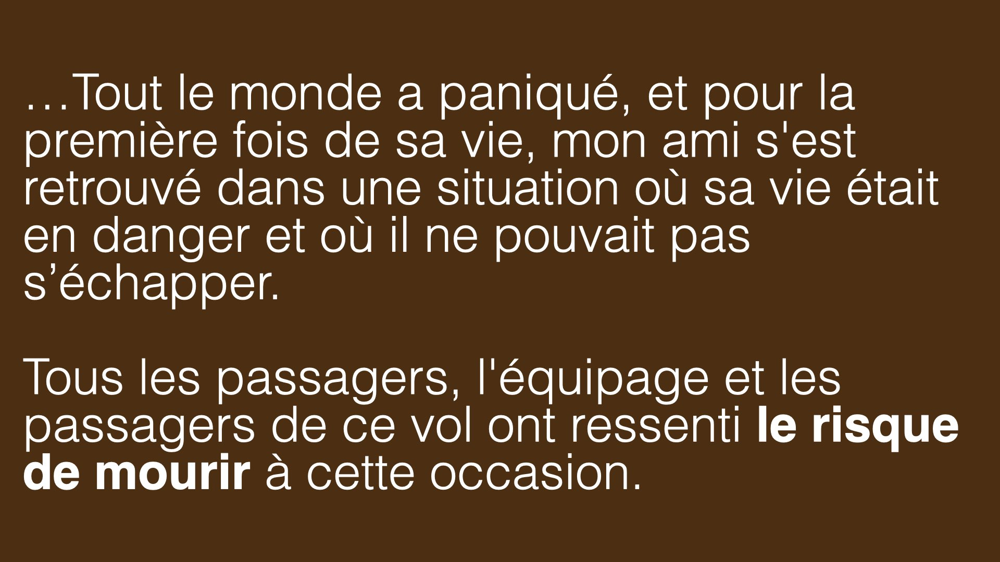 …Tout le monde a paniqué, et pour la
première fois de sa vie, mon ami s'est
retrouvé dans une situation où sa vie était
en danger et où il ne pouvait pas
s’échapper.
Tous les passagers, l'équipage et les
passagers de ce vol ont ressenti le risque
de mourir à cette occasion.